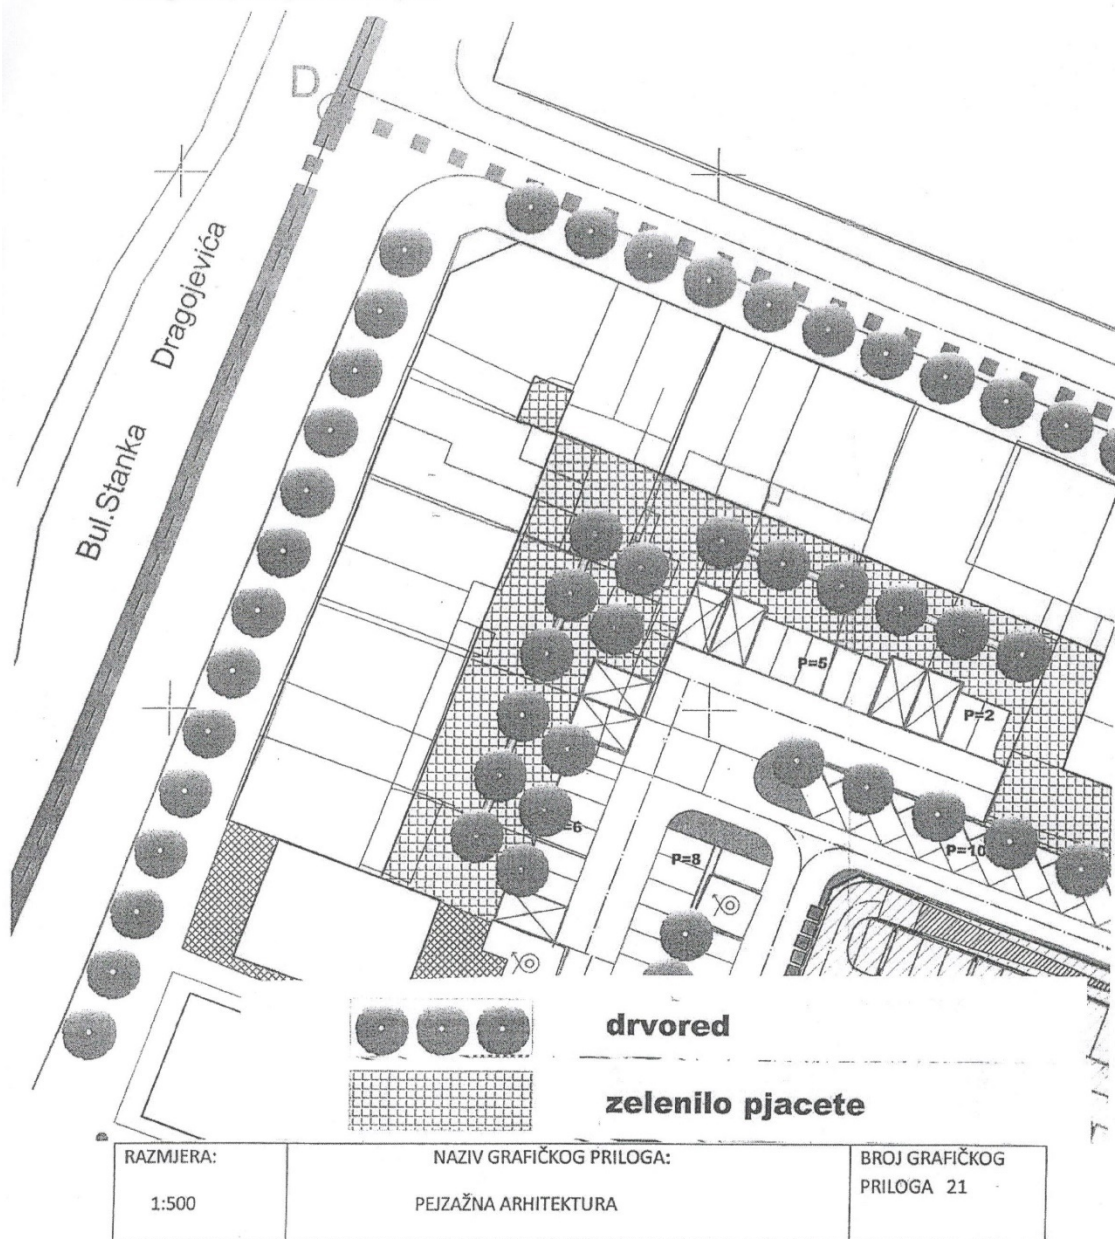 D
Bul.Stanka Dragojevića
P=5
P=2
=6
P=8
P=10
drvored
zelenilo pjacete
RAZMJERA:
1:500
NAZIV GRAFIČKOG PRILOGA:
PEJZAŽNA ARHITEKTURA
BROJ GRAFIČKOG
PRILOGA 21